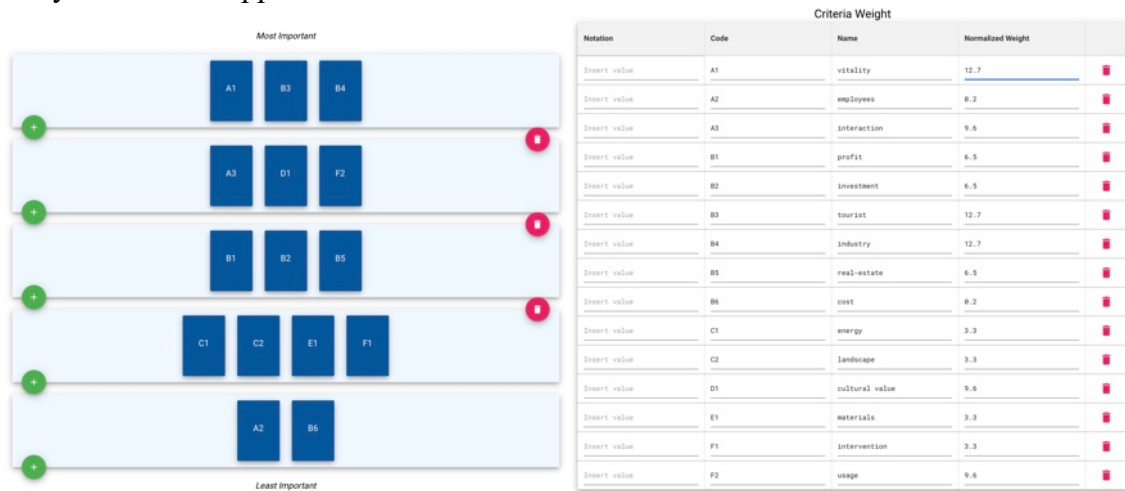 Most Important
A1 B3 B4
A3 D1 F2
B1 B2 B5
C1 C2 E1 F1
A2 B6
Least Important
Criteria Weight
Notation Code Name Normalized Weight
Insert value A1 vitality 12.7
Insert value A2 employees 0.2
Insert value A3 interaction 9.6
Insert value B1 profit 6.5
Insert value B2 investment 6.5
Insert value B3 tourist 12.7
Insert value B4 industry 12.7
Insert value B5 real-estate 6.5
Insert value B6 cost 0.2
Insert value C1 energy 3.3
Insert value C2 landscape 3.3
Insert value D1 cultural value 9.6
Insert value E1 materials 3.3
Insert value F1 intervention 3.3
Insert value F2 usage 9.6